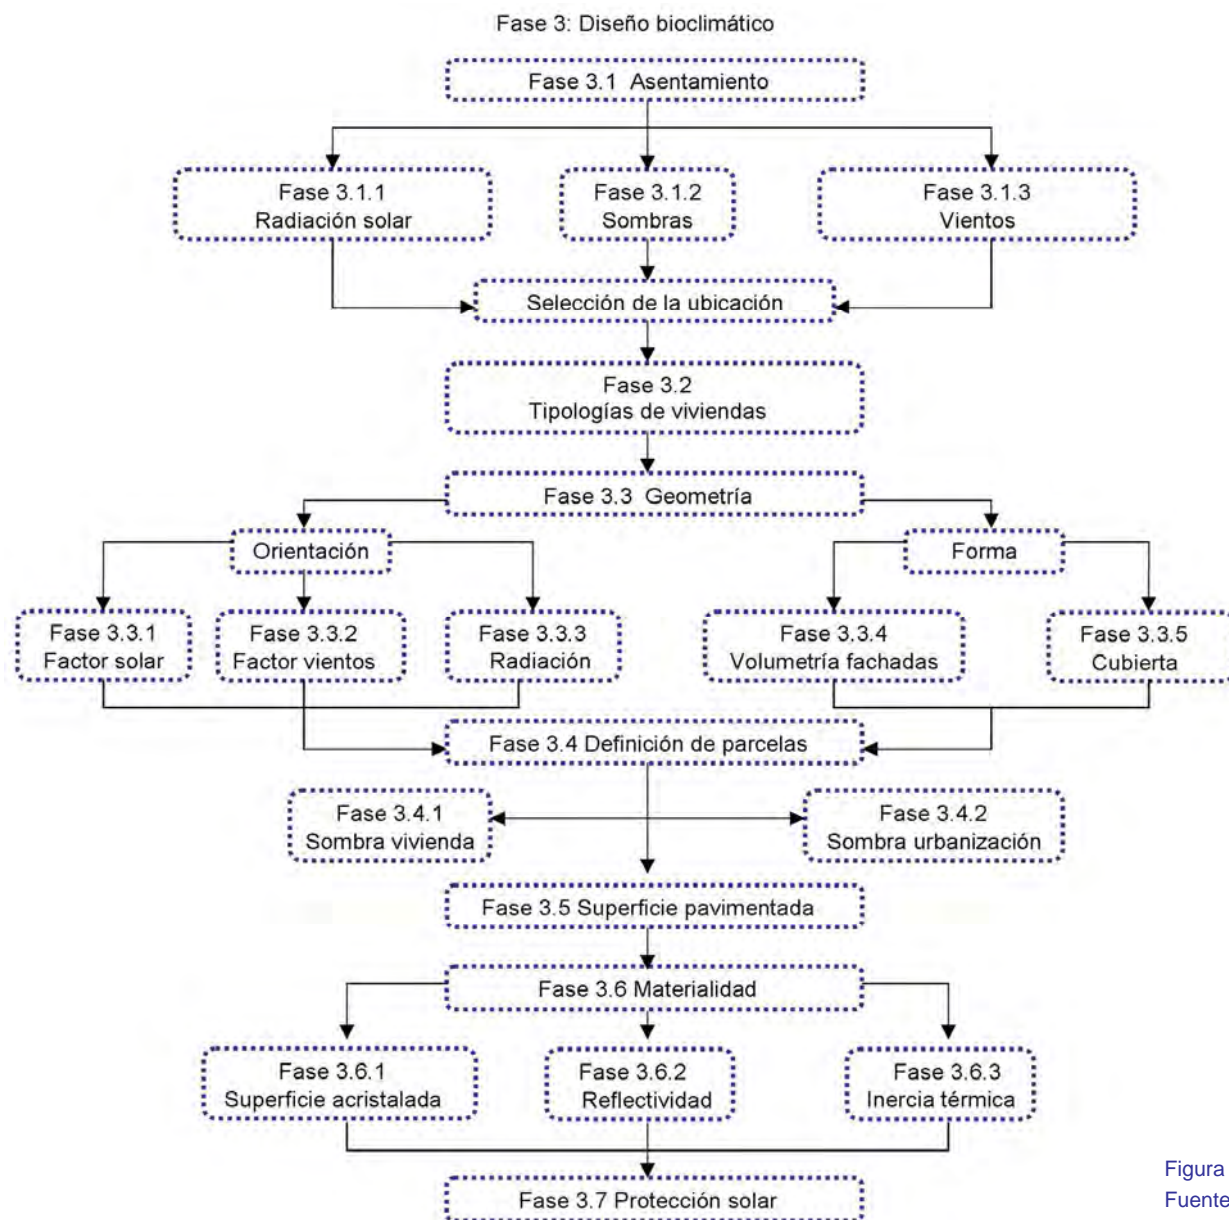 Fase 3: Diseño bioclimático
Fase 3.1 Asentamiento
Fase 3.1.1
Radiación solar
Fase 3.1.2
Sombras
Fase 3.1.3
Vientos
Selección de la ubicación
Fase 3.2
Tipologías de viviendas
Fase 3.3 Geometría
Orientación
Forma
Fase 3.3.1
Factor solar
Fase 3.3.2
Factor vientos
Fase 3.3.3
Radiación
Fase 3.3.4
Volumetría fachadas
Fase 3.3.5
Cubierta
Fase 3.4 Definición de parcelas
Fase 3.4.1
Sombra vivienda
Fase 3.4.2
Sombra urbanización
Fase 3.5 Superficie pavimentada
Fase 3.6 Materialidad
Fase 3.6.1
Superficie acristalada
Fase 3.6.2
Reflectividad
Fase 3.6.3
Inercia térmica
Fase 3.7 Protección solar
Figura
Fuente